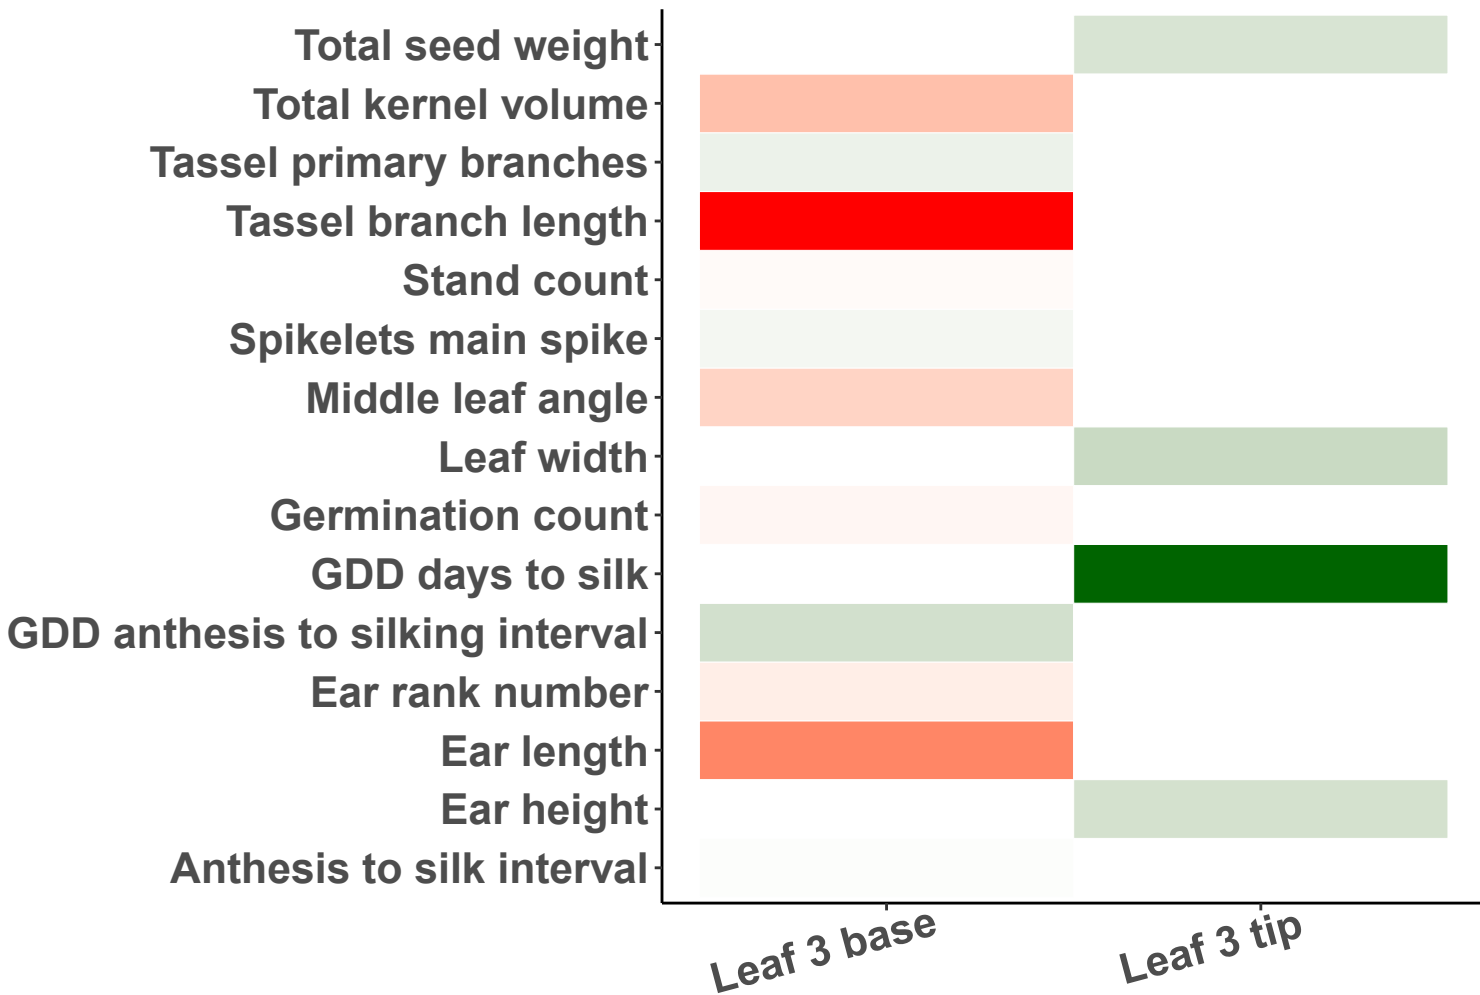 Total seed weight
Total kernel volume
Tassel primary branches
Tassel branch length
Stand count
Spikelets main spike
Middle leaf angle
Leaf width
Germination count
GDD days to silk
GDD anthesis to silking interval
Ear rank number
Ear length
Ear height
Anthesis to silk interval
Leaf 3 base
Leaf 3 tip